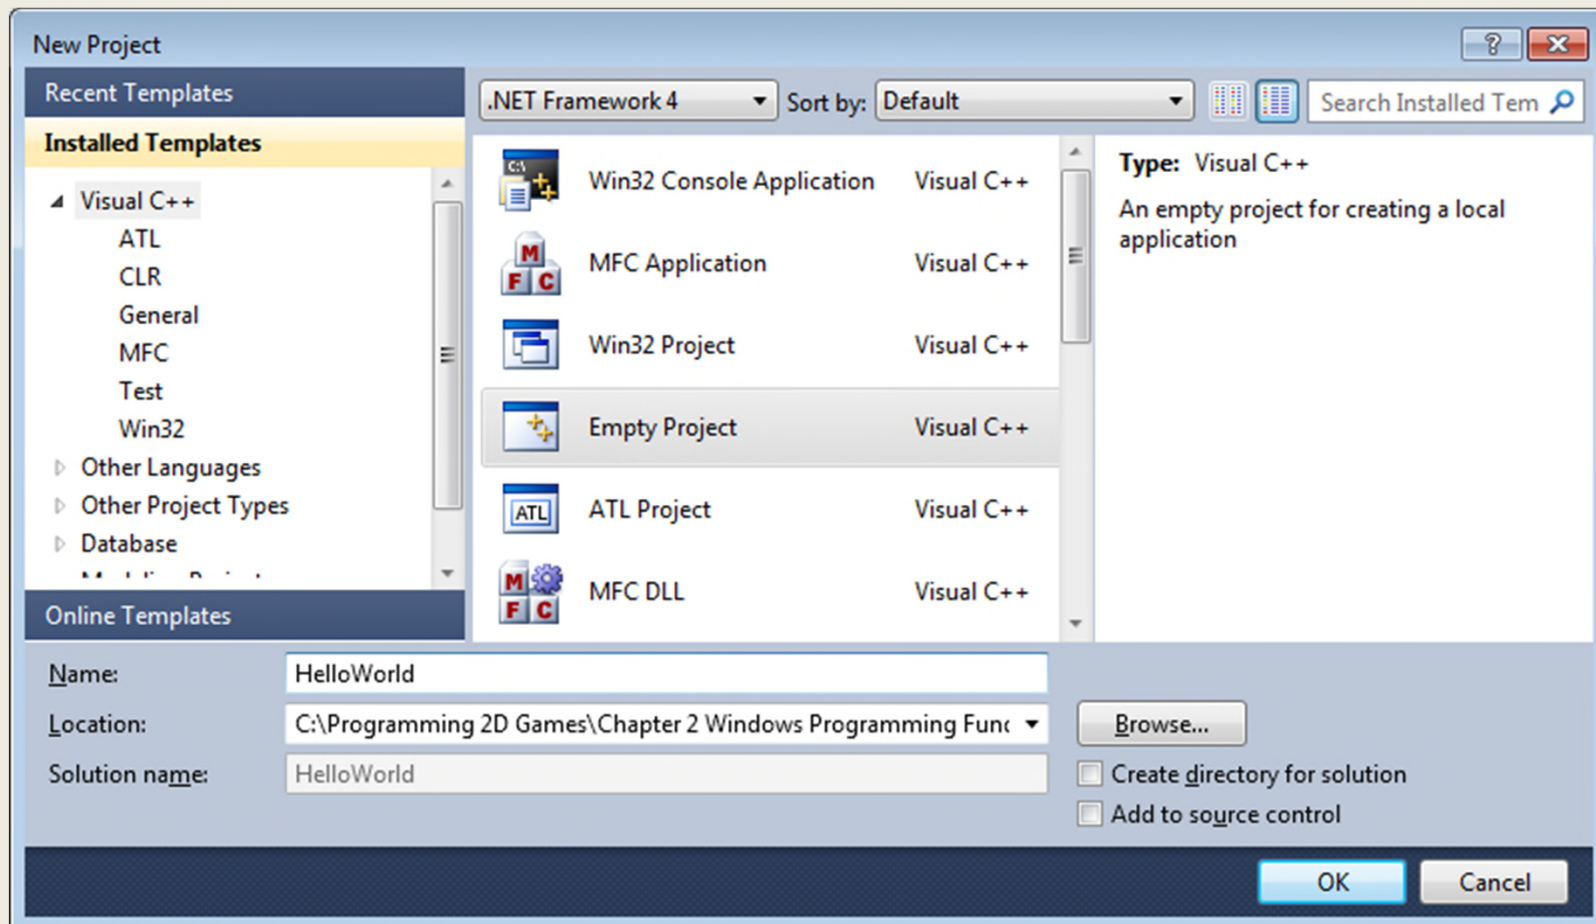 New Project
Recent Templates
Installed Templates
Visual C++
ATL
CLR
General
MFC
Test
Win32
Other Languages
Other Project Types
Database
Online Templates
.NET Framework 4
Sort by: Default
Search Installed Tem
Win32 Console Application Visual C++
MFC Application Visual C++
Win32 Project Visual C++
Empty Project Visual C++
ATL Project Visual C++
MFC DLL Visual C++
Type: Visual C++
An empty project for creating a local
application
Name: HelloWorld
Location: C:\Programming 2D Games\Chapter 2 Windows Programming Func
Browse...
Solution name: HelloWorld
Create directory for solution
Add to source control
OK Cancel